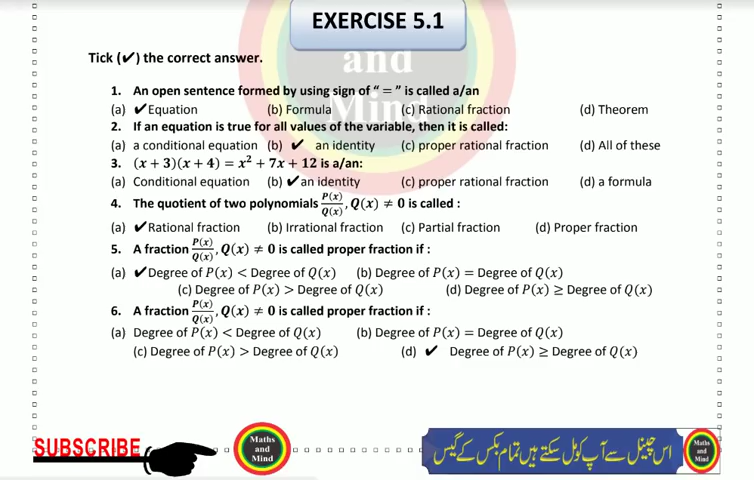 EXERCISE 5.1
Tick (✔) the correct answer.
1. An open sentence formed by using sign of “ = ” is called a/an
(a) ✔Equation (b) Formula (c) Rational fraction (d) Theorem
2. If an equation is true for all values of the variable, then it is called:
(a) a conditional equation (b) ✔ an identity (c) proper rational fraction (d) All of these
3. (x + 3)(x + 4) = x² + 7x + 12 is a/an:
(a) Conditional equation (b) ✔an identity (c) proper rational fraction (d) a formula
4. The quotient of two polynomials P(x)/Q(x), Q(x) ≠ 0 is called :
(a) ✔Rational fraction (b) Irrational fraction (c) Partial fraction (d) Proper fraction
5. A fraction P(x)/Q(x), Q(x) ≠ 0 is called proper fraction if :
(a) ✔Degree of P(x) < Degree of Q(x) (b) Degree of P(x) = Degree of Q(x)
(c) Degree of P(x) > Degree of Q(x) (d) Degree of P(x) ≥ Degree of Q(x)
6. A fraction P(x)/Q(x), Q(x) ≠ 0 is called proper fraction if :
(a) Degree of P(x) < Degree of Q(x) (b) Degree of P(x) = Degree of Q(x)
(c) Degree of P(x) > Degree of Q(x) (d) ✔ Degree of P(x) ≥ Degree of Q(x)
and
Mind
SUBSCRIBE
Maths
and
Mind
اس چینل سے آپ کو مل سکتے ہیں تمام بکس کے گیس
Maths
and
Mind